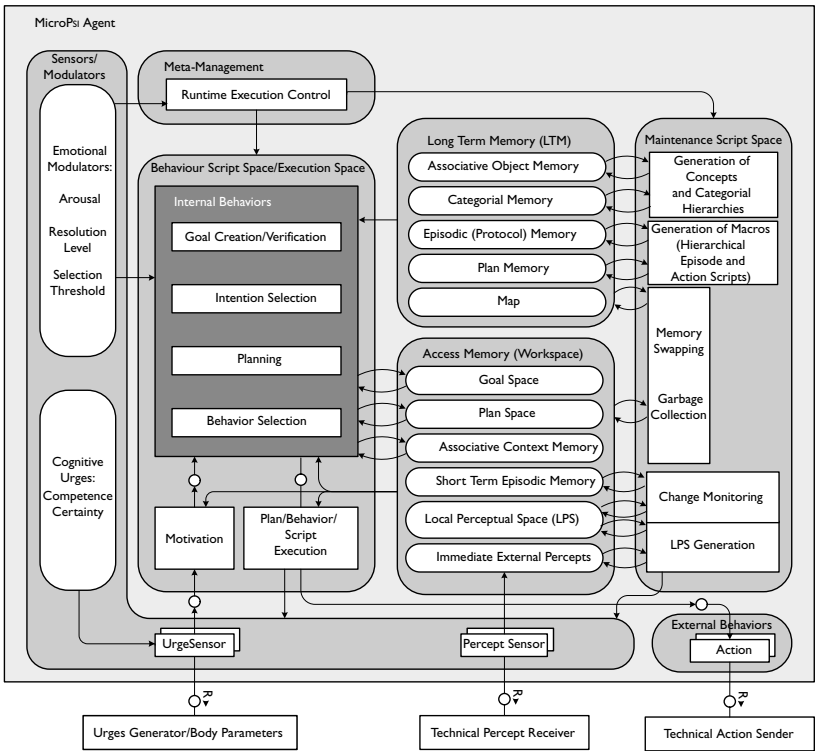 MicroPsi Agent
Sensors/
Modulators
Emotional
Modulators:
Arousal
Resolution
Level
Selection
Threshold
Cognitive
Urges:
Competence
Certainty
Meta-Management
Runtime Execution Control
Behaviour Script Space/Execution Space
Internal Behaviors
Goal Creation/Verification
Intention Selection
Planning
Behavior Selection
Motivation
Plan/Behavior/
Script
Execution
Long Term Memory (LTM)
Associative Object Memory
Categorial Memory
Episodic (Protocol) Memory
Plan Memory
Map
Access Memory (Workspace)
Goal Space
Plan Space
Associative Context Memory
Short Term Episodic Memory
Local Perceptual Space (LPS)
Immediate External Percepts
Maintenance Script Space
Generation of
Concepts
and Categorial
Hierarchies
Generation of Macros
(Hierarchical
Episode and
Action Scripts)
Memory
Swapping
Garbage
Collection
Change Monitoring
LPS Generation
UrgeSensor
Percept Sensor
External Behaviors
Action
R
R
R
Urges Generator/Body Parameters
Technical Percept Receiver
Technical Action Sender